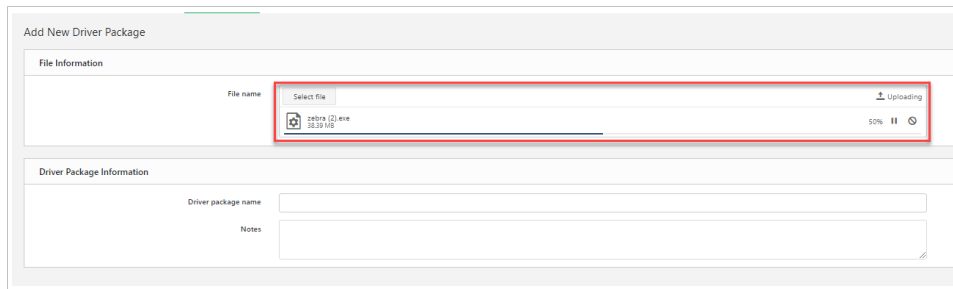 Add New Driver Package
File Information
File name
Select file
Uploading
zebra (2).exe
38.39 MB
50%
Driver Package Information
Driver package name
Notes